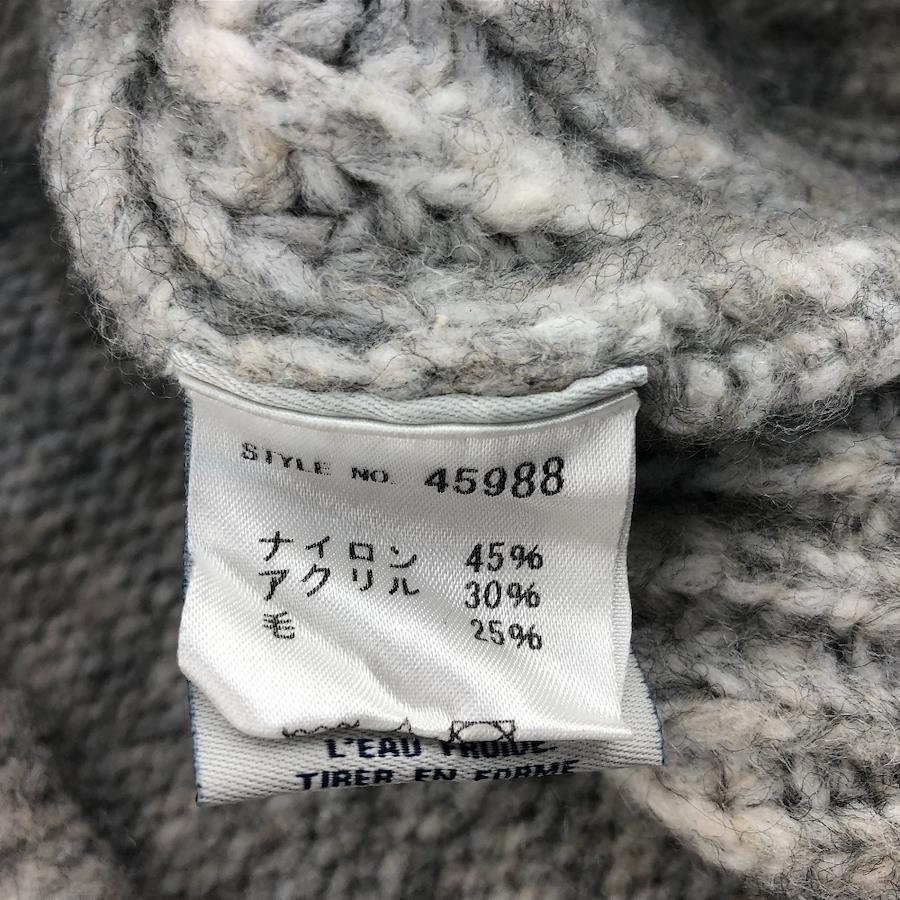 STYLE NO. 45988
ナイロン 45%
アクリル 30%
毛 25%
L'EAU FROIDE.
TIRER EN FORME